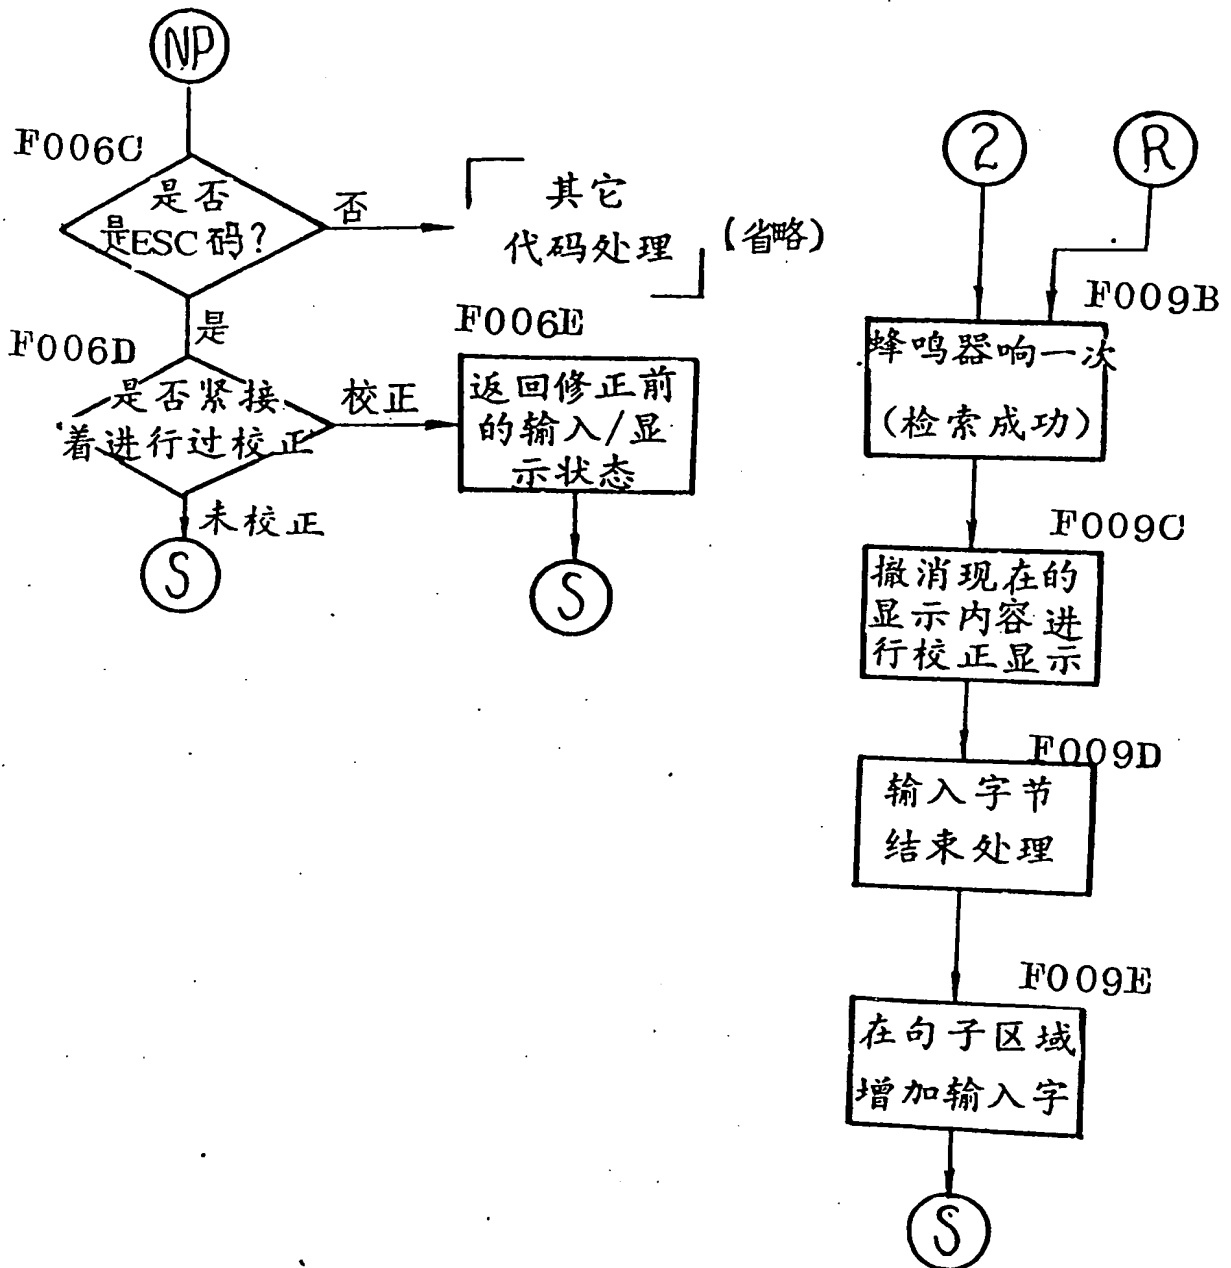 NP
F006C
是否
是ESC码?
否
其它
代码处理
(省略)
是
F006D
是否紧接
着进行过校正
校正
F006E
返回修正前
的输入/显
示状态
未校正
S
S
2
R
F009B
蜂鸣器响一次
(检索成功)
F009C
撤消现在的
显示内容进
行校正显示
F009D
输入字节
结束处理
F009E
在句子区域
增加输入字
S